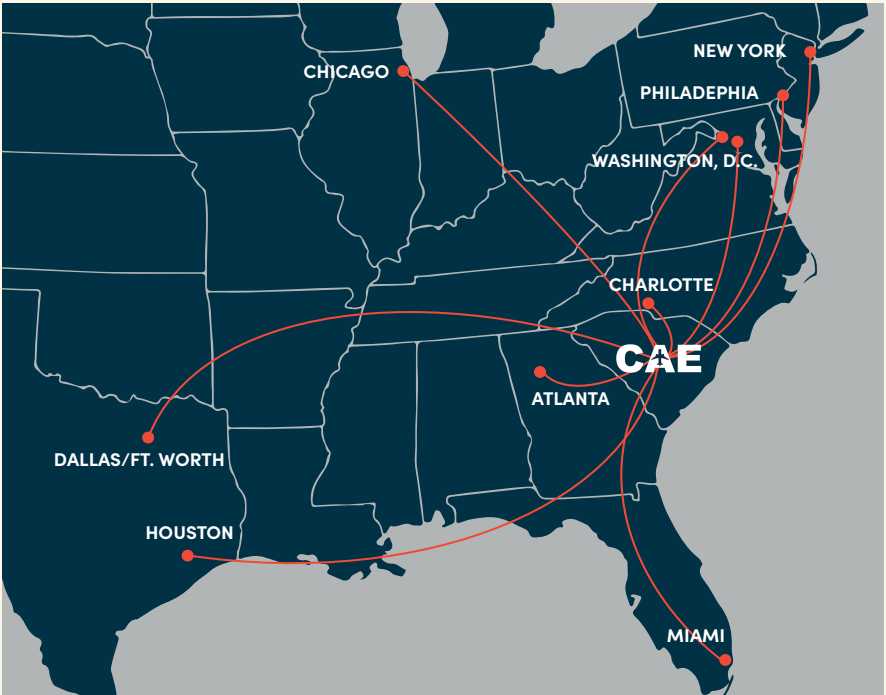 NEW YORK
CHICAGO
PHILADEPHIA
WASHINGTON, D.C.
CHARLOTTE
CAE
ATLANTA
DALLAS/FT. WORTH
HOUSTON
MIAMI